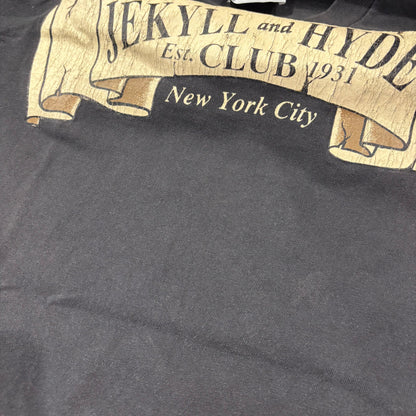 JEKYLL and HYDE
Est. CLUB 1931
New York City